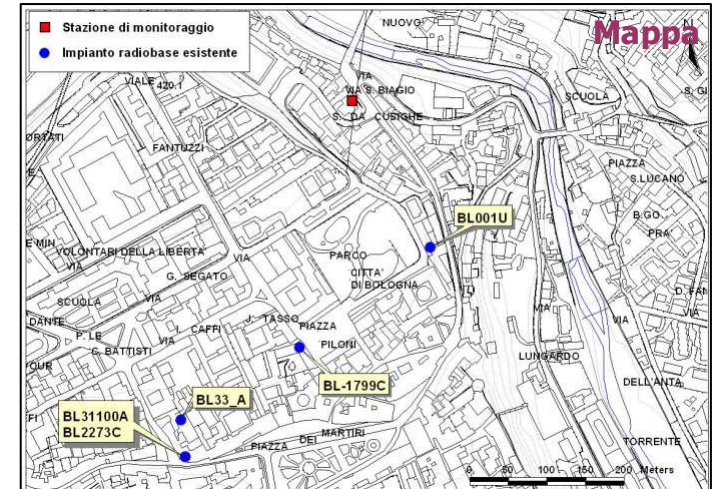 Stazione di monitoraggio
Impianto radiobase esistente
Mappa
N
NUOVO
VIALE
420.1
VIA
VIA S. BIAGIO
S. DA CUSIGHE
SCUOLA
FANTUZZI
PIAZZA
S.LUCANO
B.GO
PRA
BL001U
VOLONTARI DELLA LIBERTA'
VIA
VIA
G. SEGATO
PARCO
CITTA'
DI BOLOGNA
SCUOLA
VIA
DANTE
P. LE
C. BATTISTI
VIA
I. CAFFI
J. TASSO
PIAZZA
PILONI
VIA
VIA
VIA
LUNGARDO
BL-1799C
DELL'ANTA
BL33_A
BL31100A
BL2273C
PIAZZA DEI MARTIRI
TORRENTE
0 50 100 150 200 Meters